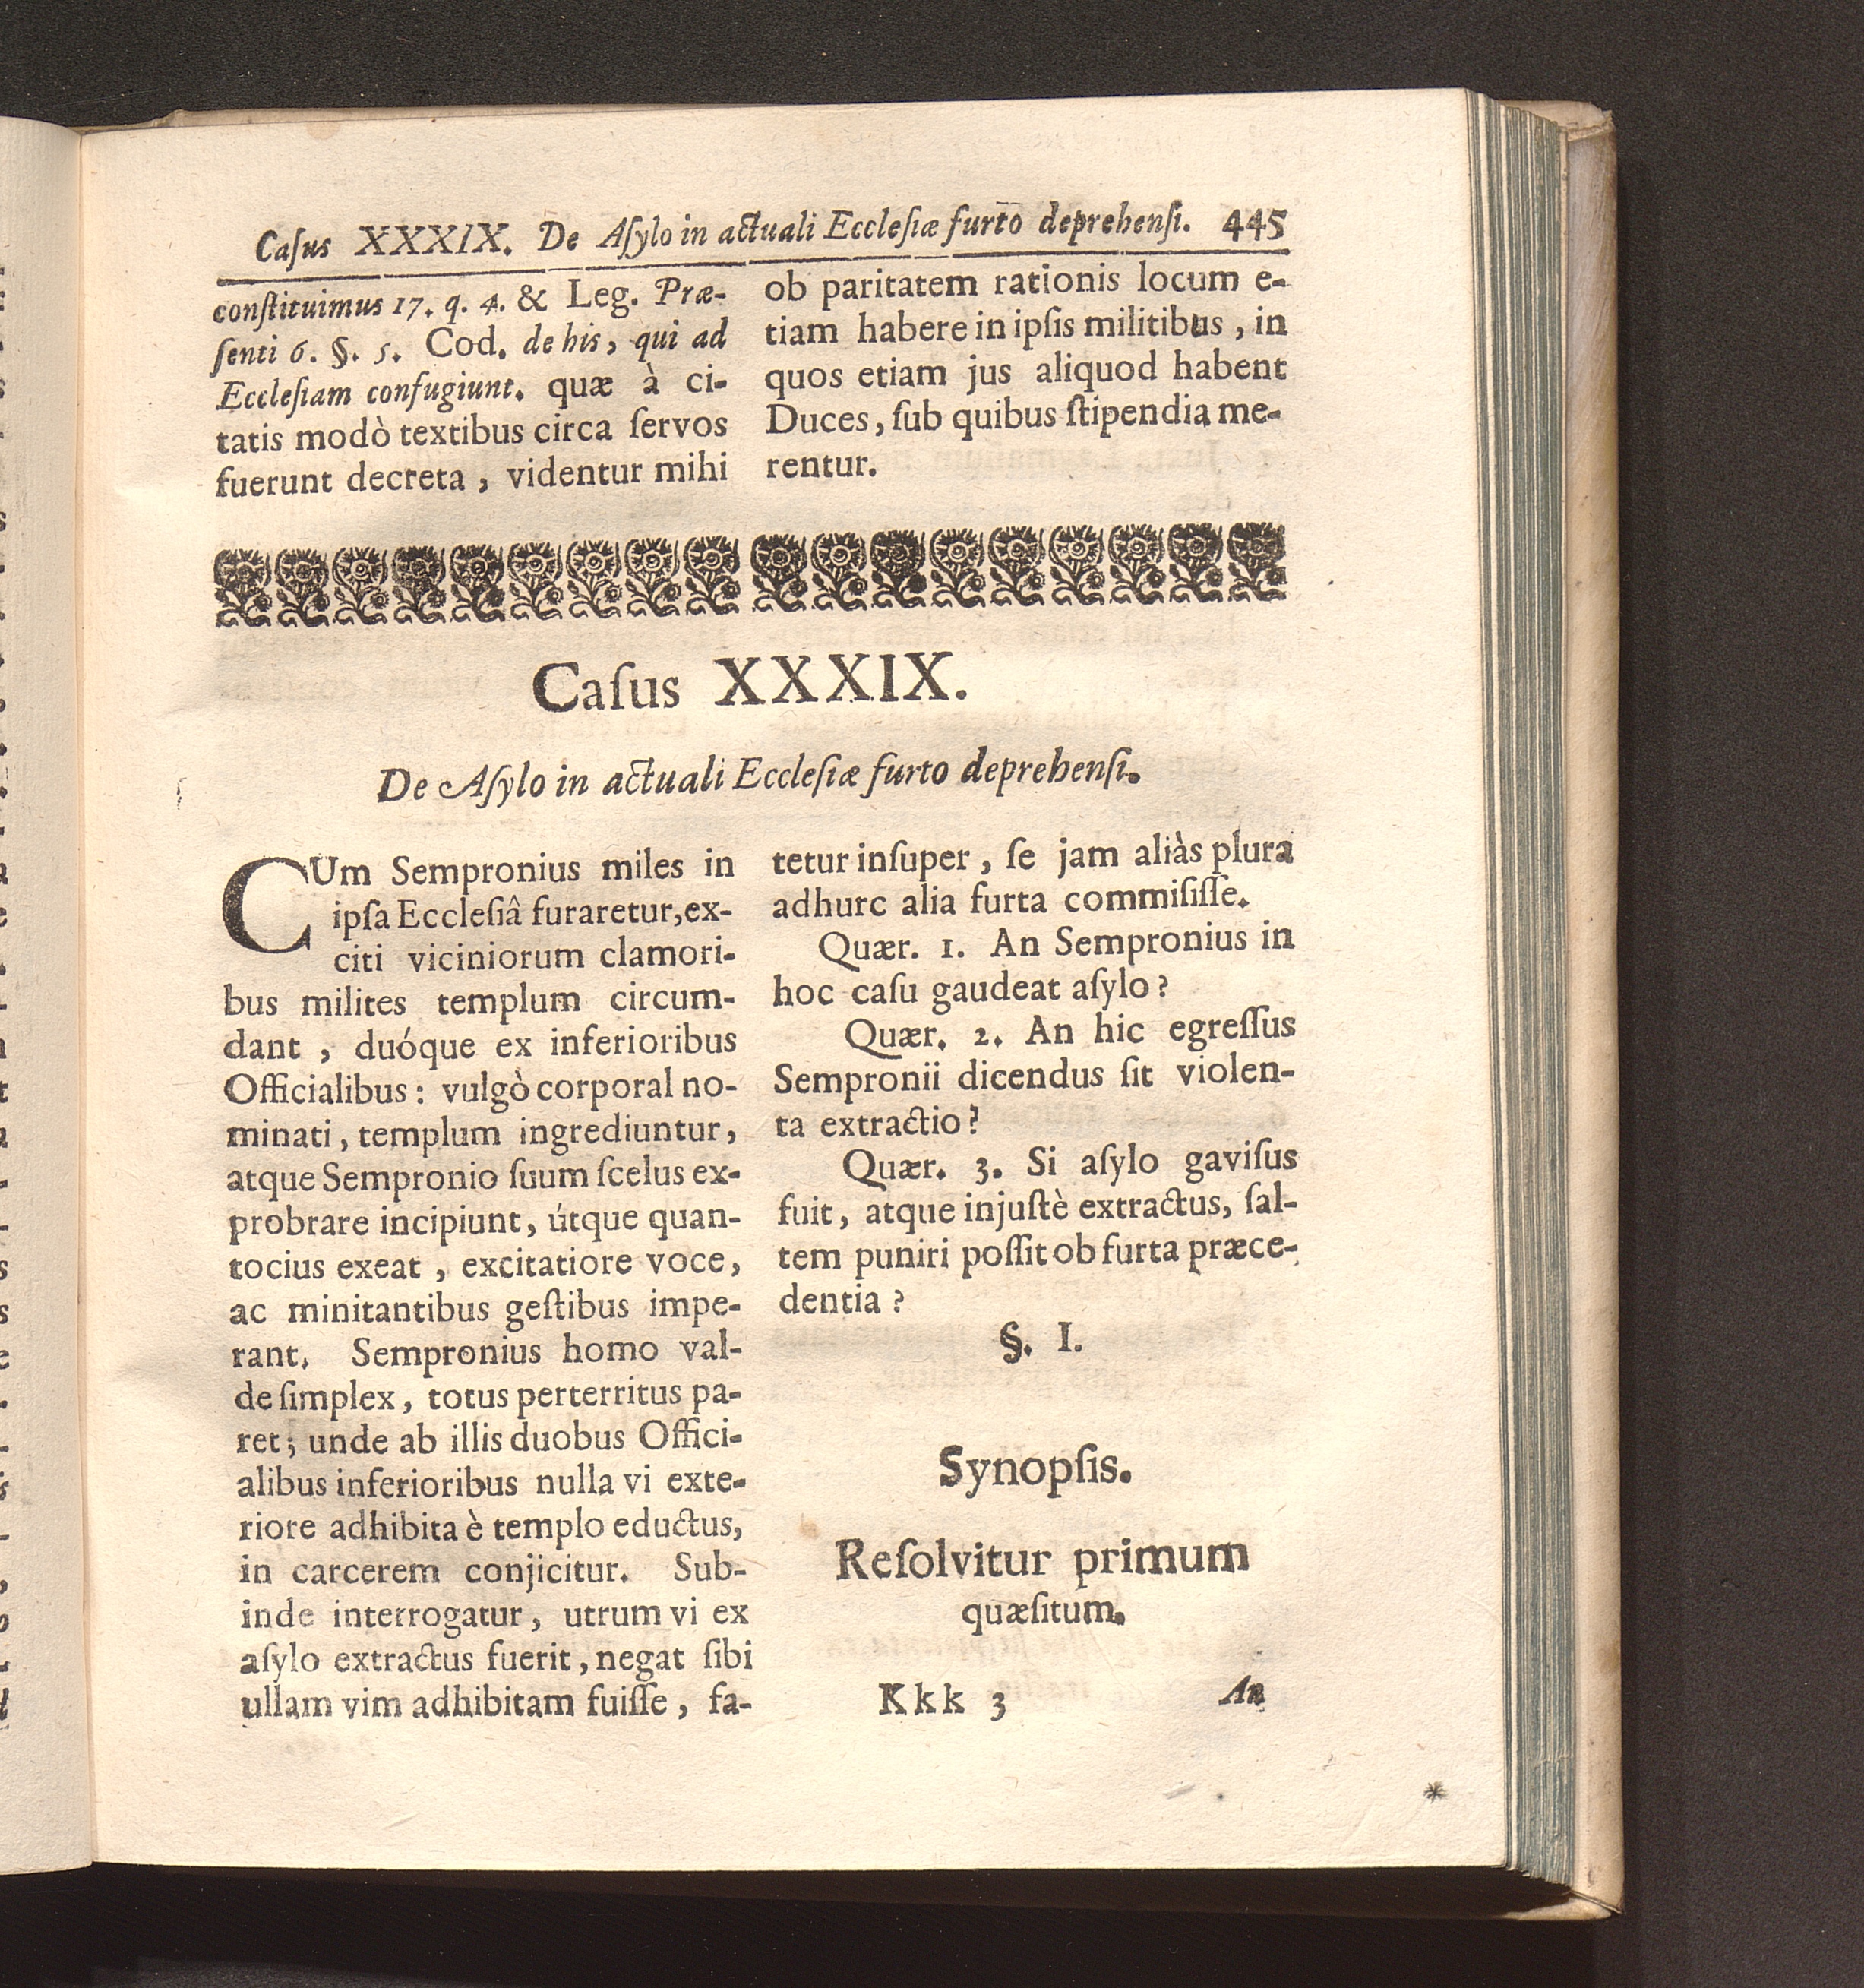 Caſus XXXIX. De Aſylo in actuali Eccleſiæ furto deprehenſi. 445
conſtituimus 17. q. 4. & Leg. Præ-
ſenti 6. §. 5. Cod. de his, qui ad
Eccleſiam confugiunt. quæ à ci-
tatis modò textibus circa ſervos
fuerunt decreta, videntur mihi
ob paritatem rationis locum e-
tiam habere in ipſis militibus, in
quos etiam jus aliquod habent
Duces, ſub quibus ſtipendia me-
rentur.
Caſus XXXIX.
De Aſylo in actuali Eccleſiæ furto deprehenſi.
CUm Sempronius miles in
ipſa Eccleſiâ furaretur, ex-
citi viciniorum clamori-
bus milites templum circum-
dant, duóque ex inferioribus
Officialibus: vulgò corporal no-
minati, templum ingrediuntur,
atque Sempronio ſuum ſcelus ex-
probrare incipiunt, útque quan-
tocius exeat, excitatiore voce,
ac minitantibus geſtibus impe-
rant. Sempronius homo val-
de ſimplex, totus perterritus pa-
ret; unde ab illis duobus Offici-
alibus inferioribus nulla vi exte-
riore adhibita è templo eductus,
in carcerem conjicitur. Sub-
inde interrogatur, utrum vi ex
aſylo extractus fuerit, negat ſibi
ullam vim adhibitam fuiſſe, fa-
tetur inſuper, ſe jam aliàs plura
adhurc alia furta commiſiſſe.
Quær. 1. An Sempronius in
hoc caſu gaudeat aſylo?
Quær. 2. An hic egreſſus
Sempronii dicendus ſit violen-
ta extractio?
Quær. 3. Si aſylo gaviſus
fuit, atque injuſtè extractus, ſal-
tem puniri poſſit ob furta præce-
dentia?
§. I.
Synopſis.
Reſolvitur primum
quæſitum.
Kkk 3 An